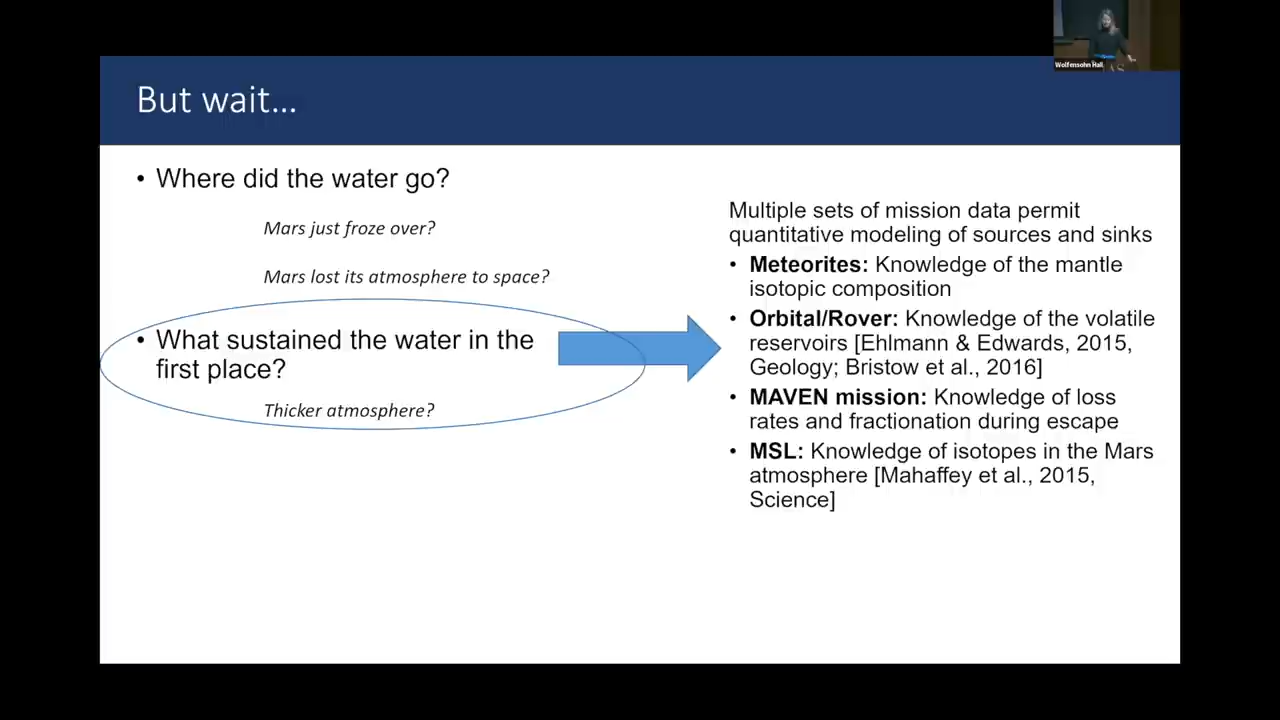 Wolfensohn Hall
But wait...
• Where did the water go?
Mars just froze over?
Mars lost its atmosphere to space?
• What sustained the water in the
first place?
Thicker atmosphere?
Multiple sets of mission data permit
quantitative modeling of sources and sinks
• Meteorites: Knowledge of the mantle
isotopic composition
• Orbital/Rover: Knowledge of the volatile
reservoirs [Ehlmann & Edwards, 2015,
Geology; Bristow et al., 2016]
• MAVEN mission: Knowledge of loss
rates and fractionation during escape
• MSL: Knowledge of isotopes in the Mars
atmosphere [Mahaffey et al., 2015,
Science]